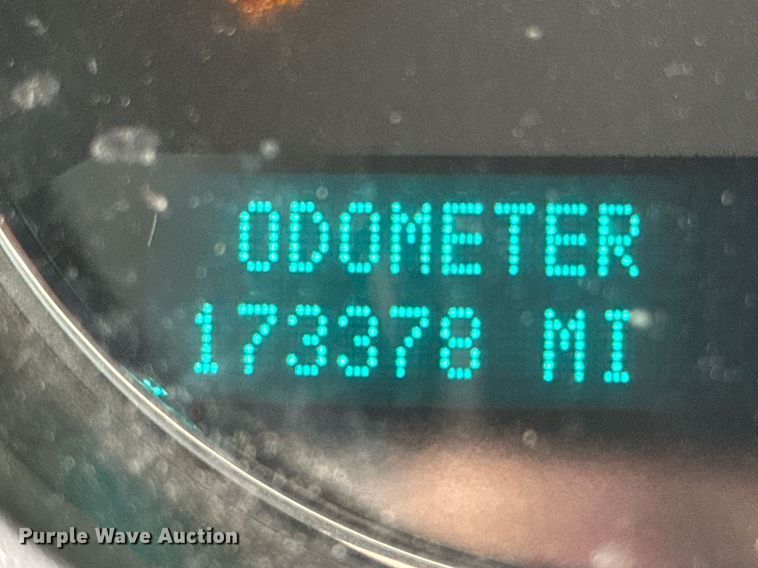 ODOMETER
173378 MI
Purple Wave Auction